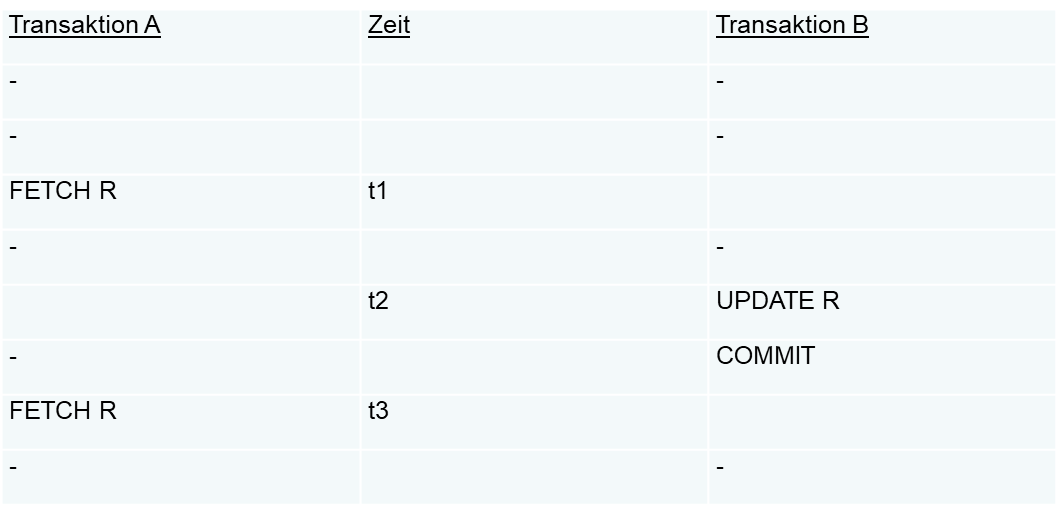 Transaktion A Zeit Transaktion B
- -
- -
FETCH R t1
- -
t2 UPDATE R
- COMMIT
FETCH R t3
- -